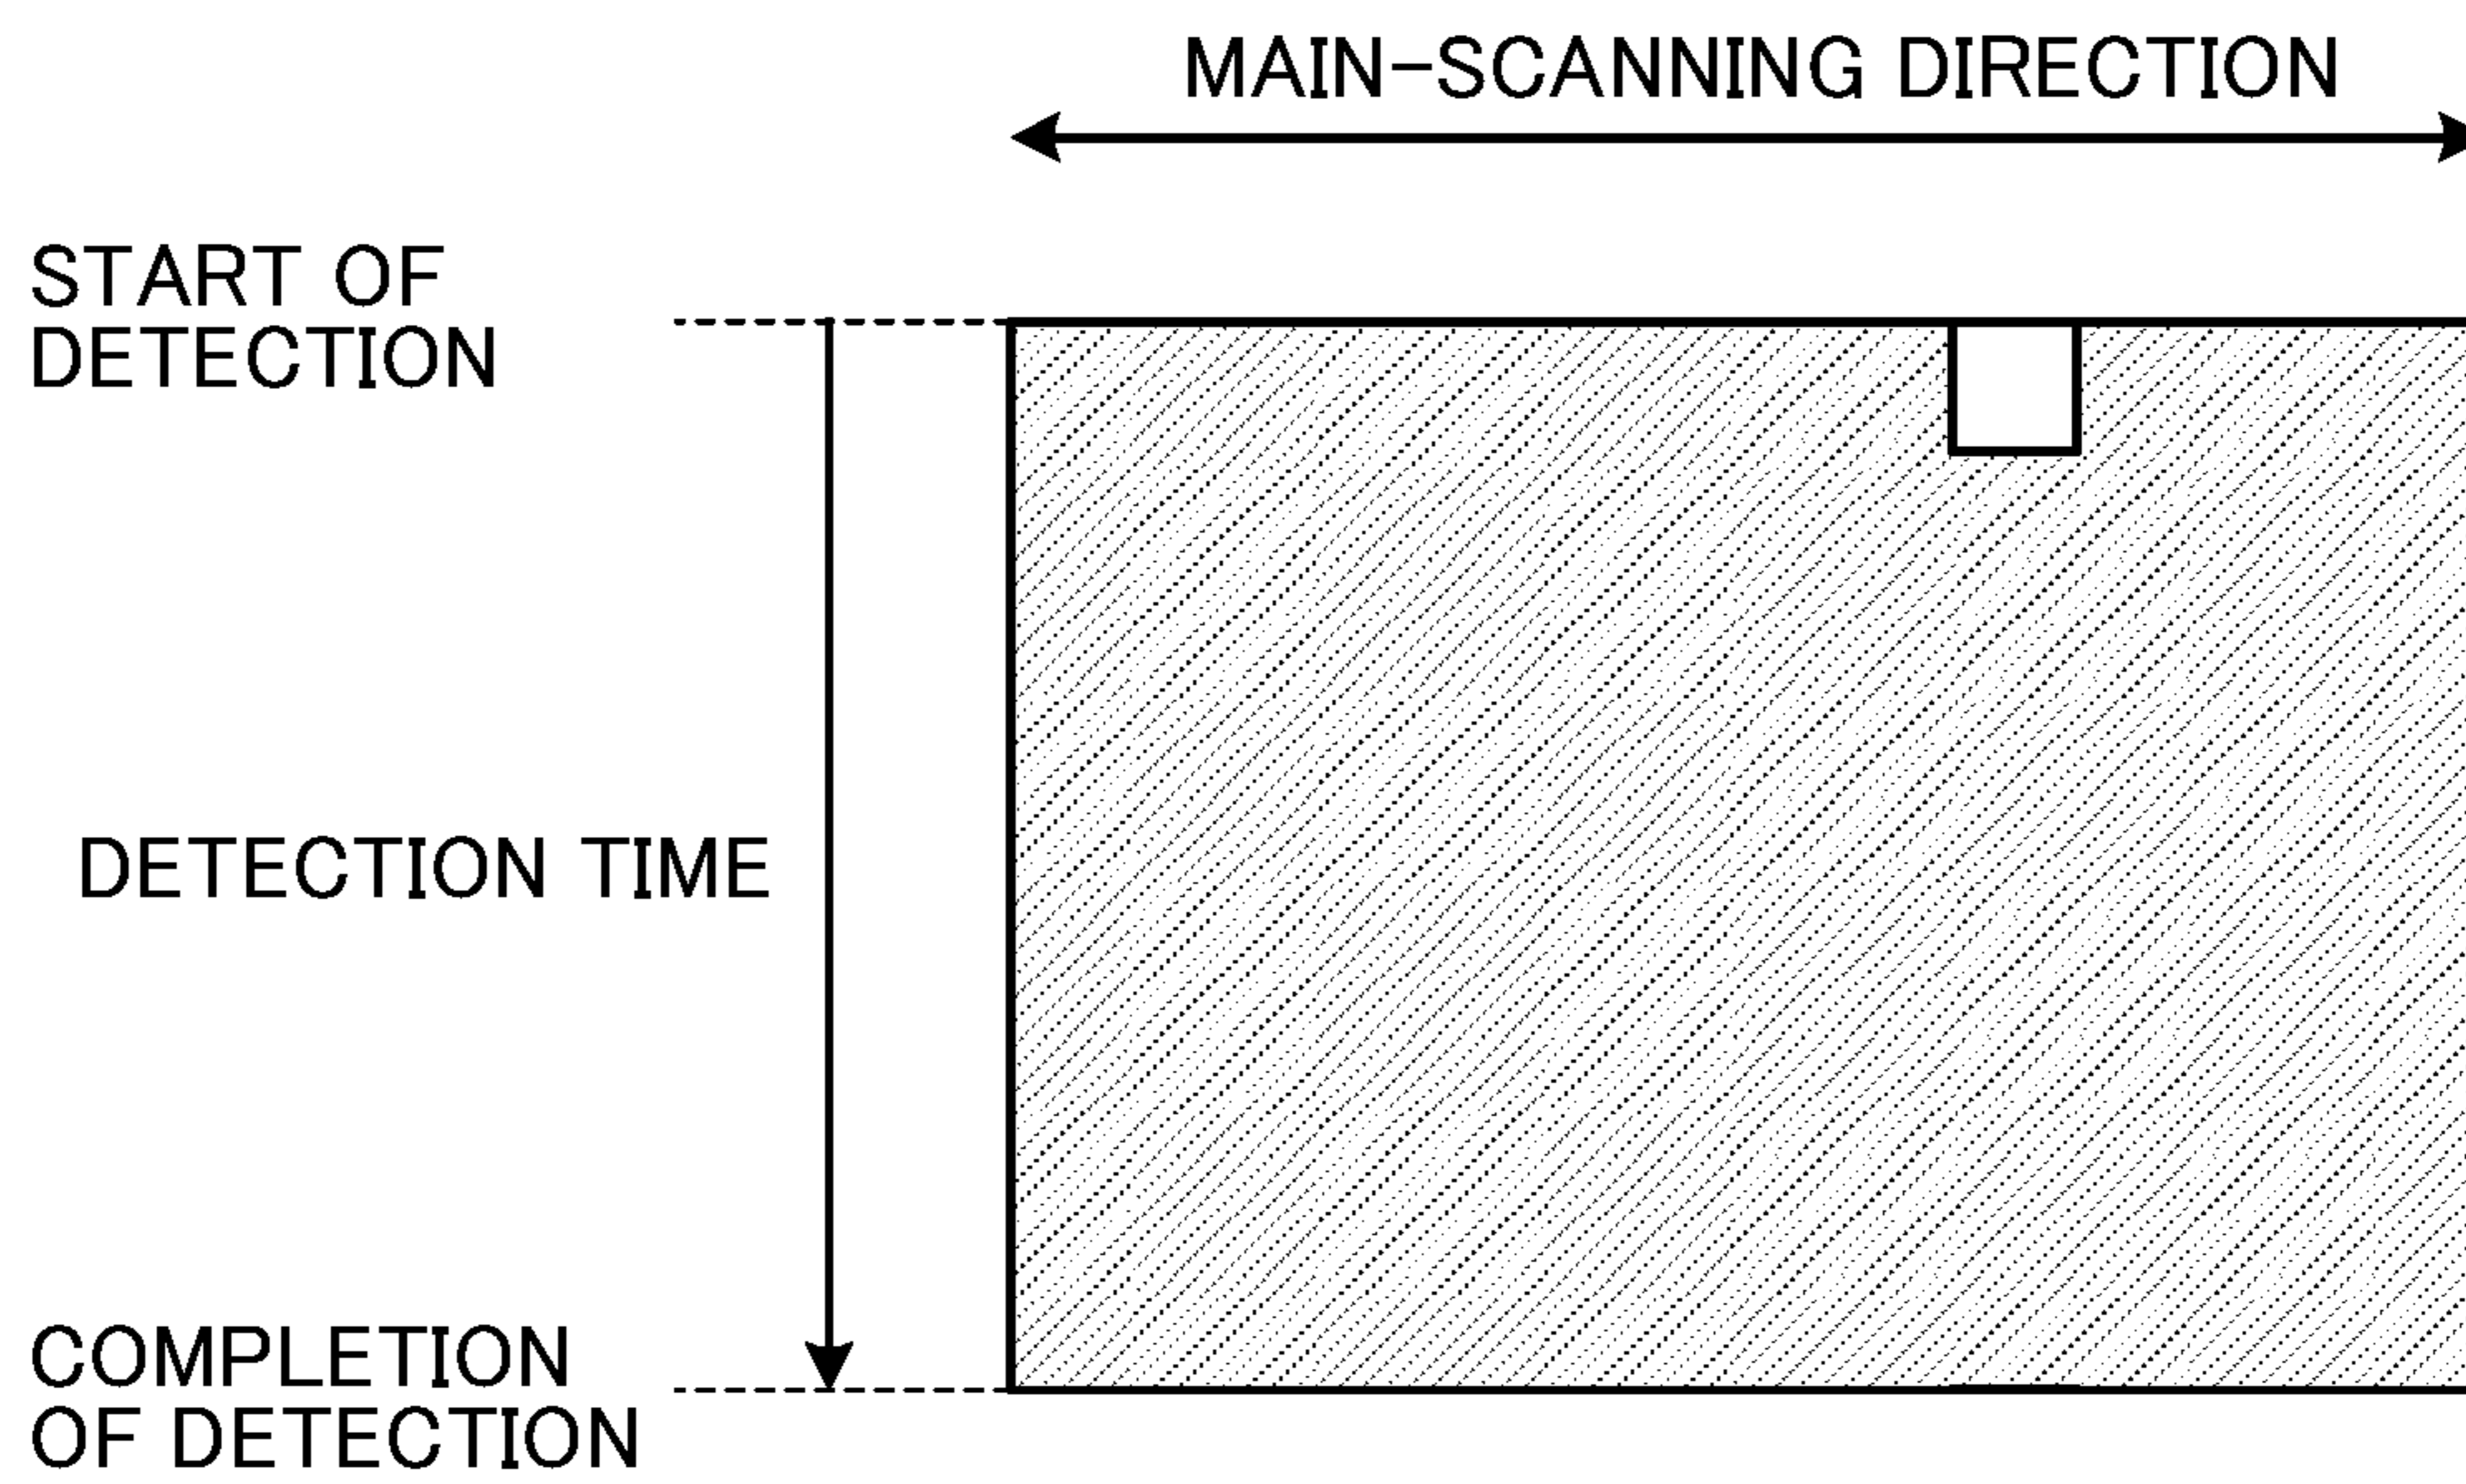 MAIN-SCANNING DIRECTION
START OF
DETECTION
DETECTION TIME
COMPLETION
OF DETECTION